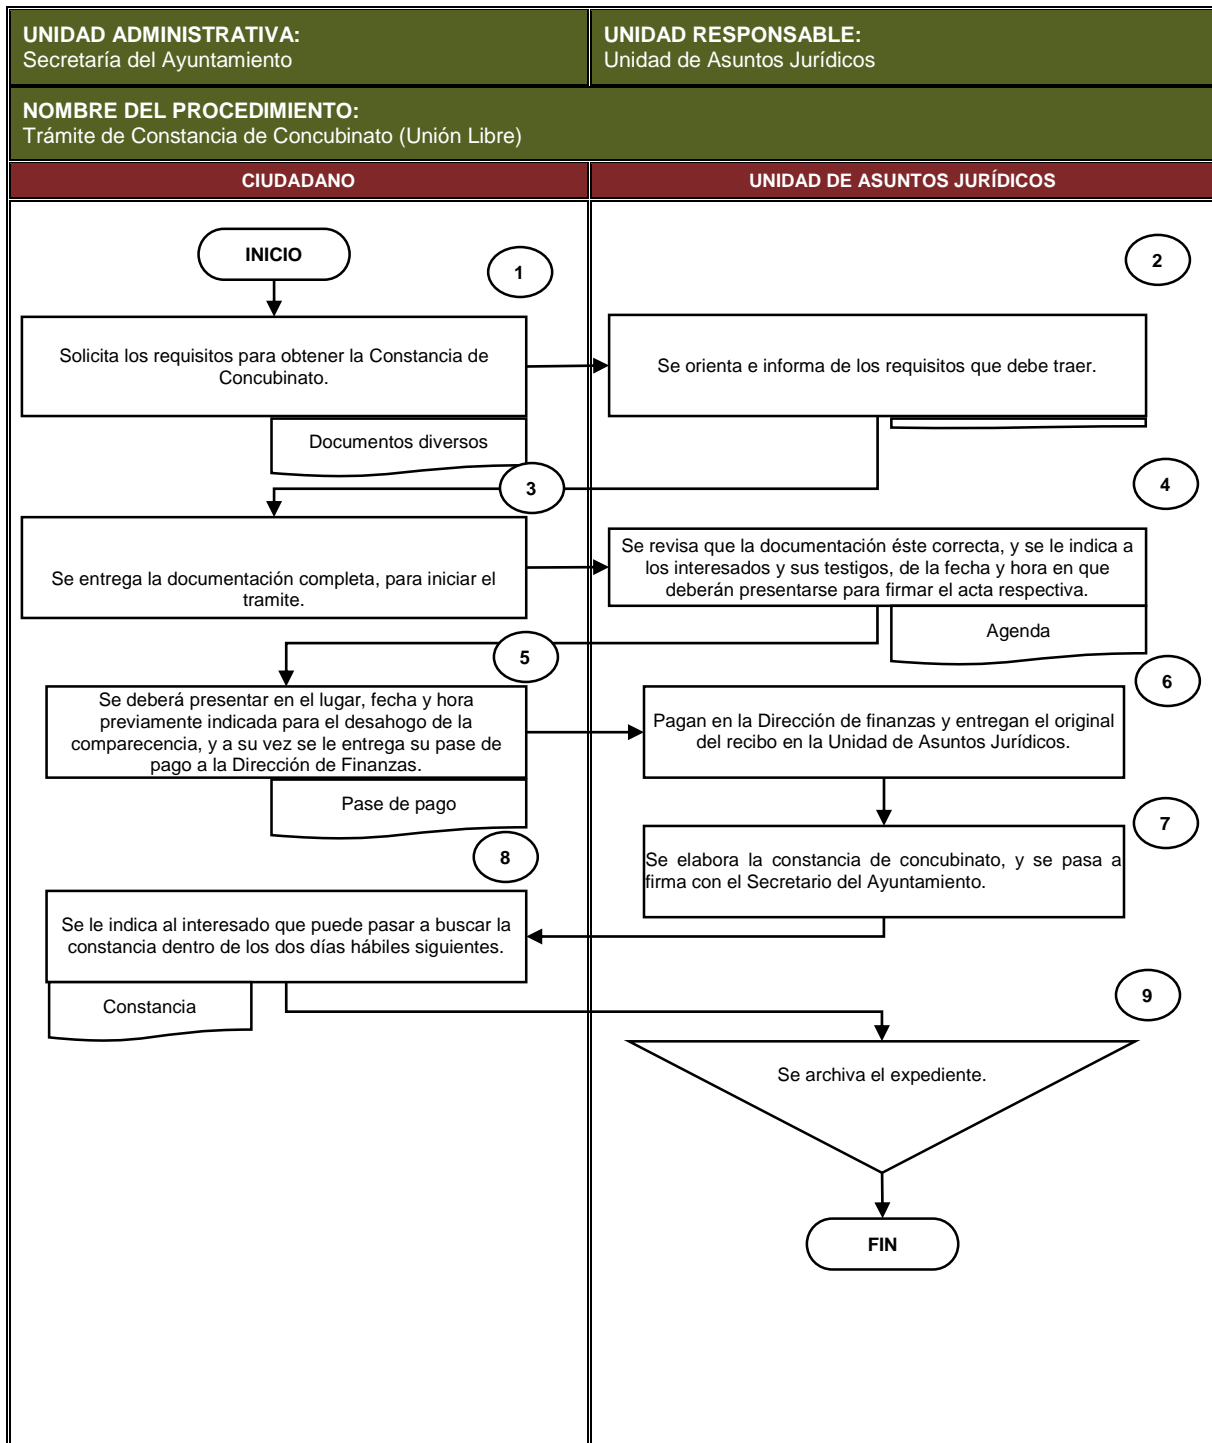 UNIDAD ADMINISTRATIVA:
Secretaría del Ayuntamiento
UNIDAD RESPONSABLE:
Unidad de Asuntos Jurídicos
NOMBRE DEL PROCEDIMIENTO:
Trámite de Constancia de Concubinato (Unión Libre)
CIUDADANO
UNIDAD DE ASUNTOS JURÍDICOS
INICIO
1
2
Solicita los requisitos para obtener la Constancia de
Concubinato.
Se orienta e informa de los requisitos que debe traer.
Documentos diversos
3
4
Se entrega la documentación completa, para iniciar el
tramite.
Se revisa que la documentación éste correcta, y se le indica a
los interesados y sus testigos, de la fecha y hora en que
deberán presentarse para firmar el acta respectiva.
Agenda
5
6
Se deberá presentar en el lugar, fecha y hora
previamente indicada para el desahogo de la
comparecencia, y a su vez se le entrega su pase de
pago a la Dirección de Finanzas.
Pagan en la Dirección de finanzas y entregan el original
del recibo en la Unidad de Asuntos Jurídicos.
Pase de pago
7
8
Se elabora la constancia de concubinato, y se pasa a
firma con el Secretario del Ayuntamiento.
Se le indica al interesado que puede pasar a buscar la
constancia dentro de los dos días hábiles siguientes.
Constancia
9
Se archiva el expediente.
FIN